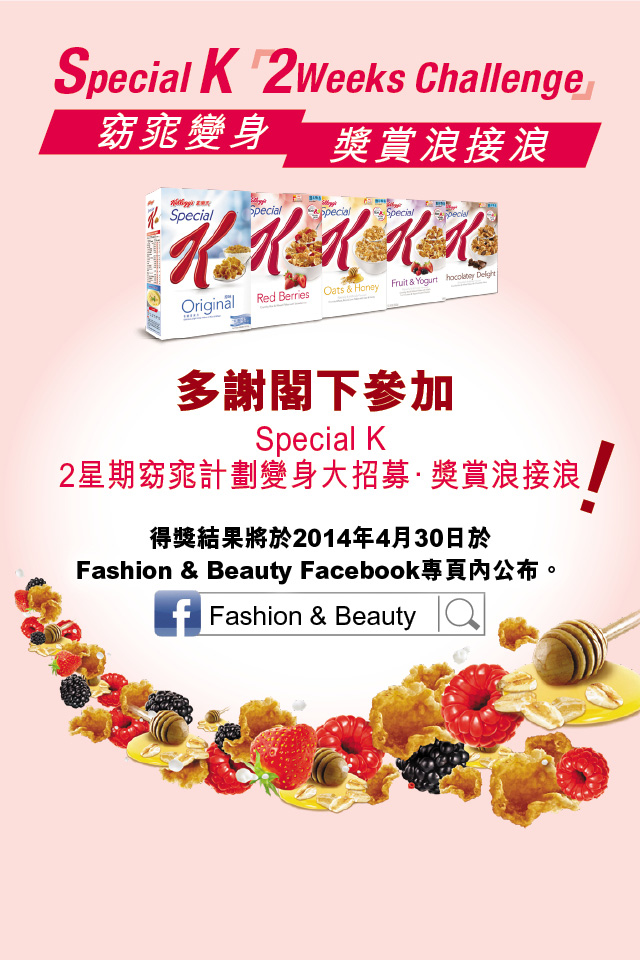 Special K「2Weeks Challenge」
窈窕變身
獎賞浪接浪
Kellogg's
Special
K
Original
Special
K
Red Berries
Special
K
Oats & Honey
Special
K
Fruit & Yogurt
Special
K
Chocolatey Delight
多謝閣下參加
Special K
2星期窈窕計劃變身大招募‧獎賞浪接浪!
得獎結果將於2014年4月30日於
Fashion & Beauty Facebook專頁內公布。
f Fashion & Beauty